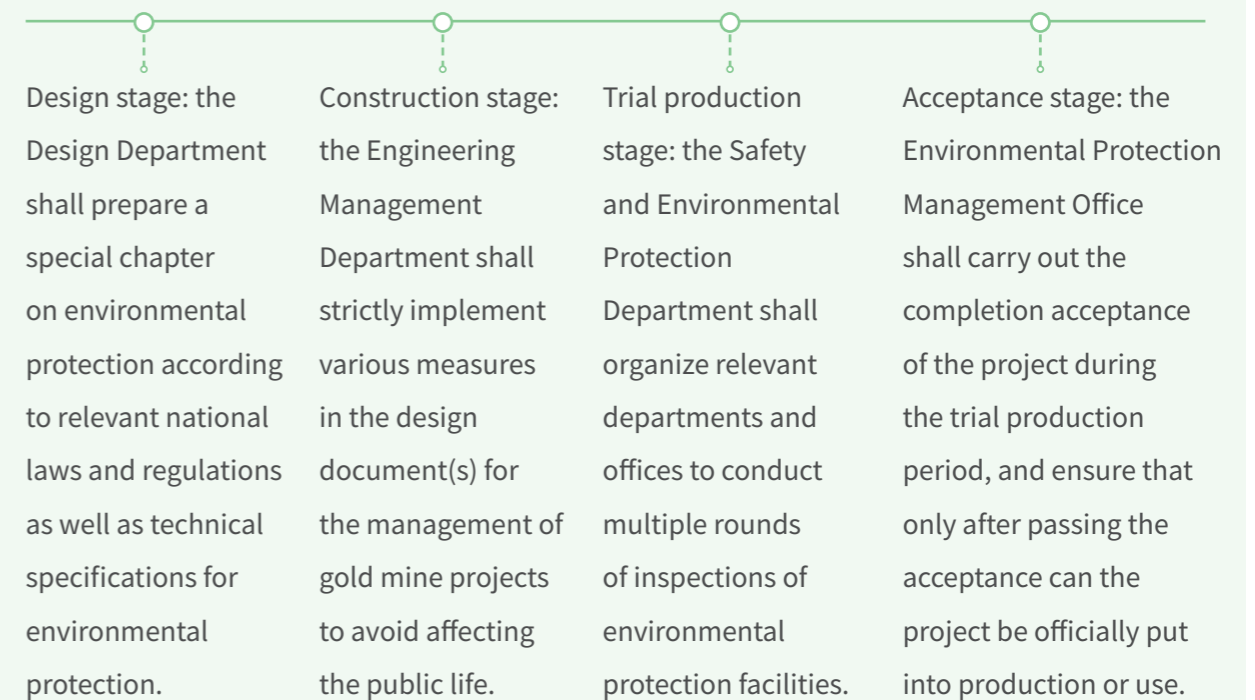 Design stage: the
Design Department
shall prepare a
special chapter
on environmental
protection according
to relevant national
laws and regulations
as well as technical
specifications for
environmental
protection.
Construction stage:
the Engineering
Management
Department shall
strictly implement
various measures
in the design
document(s) for
the management of
gold mine projects
to avoid affecting
the public life.
Trial production
stage: the Safety
and Environmental
Protection
Department shall
organize relevant
departments and
offices to conduct
multiple rounds
of inspections of
environmental
protection facilities.
Acceptance stage: the
Environmental Protection
Management Office
shall carry out the
completion acceptance
of the project during
the trial production
period, and ensure that
only after passing the
acceptance can the
project be officially put
into production or use.